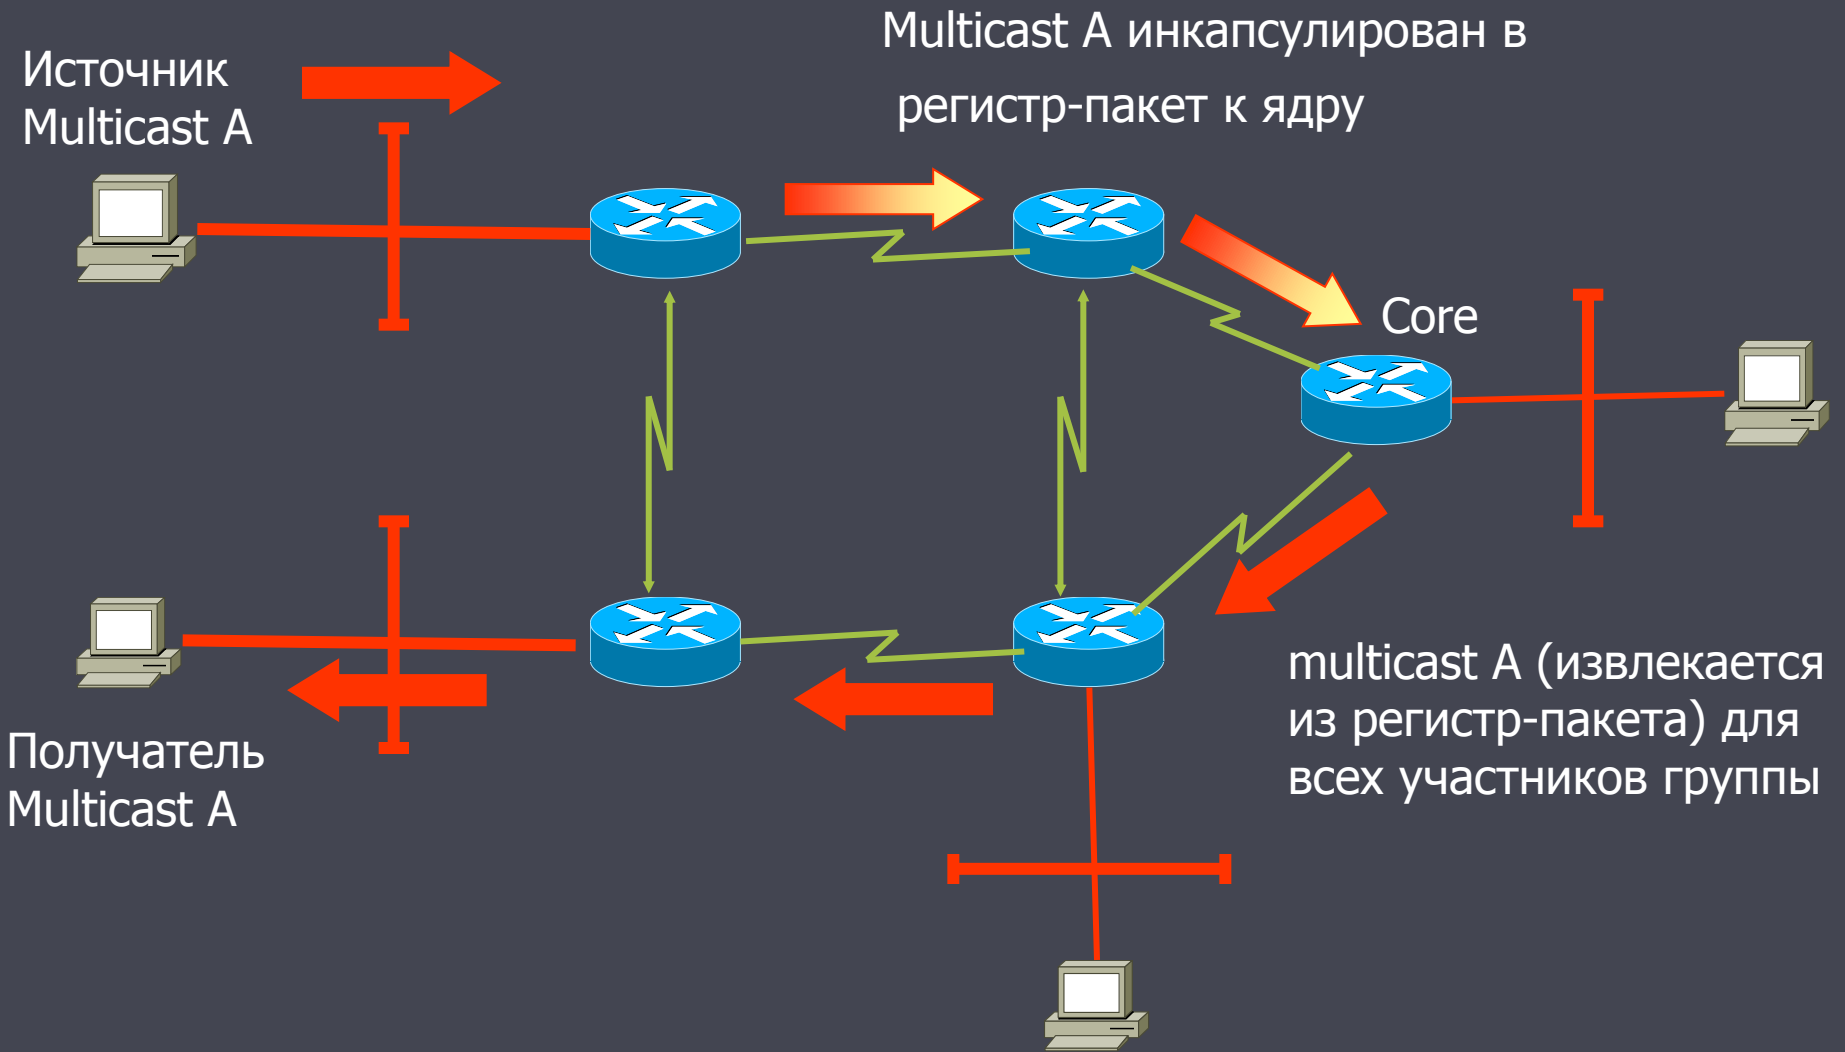 Multicast A инкапсулирован в
регистр-пакет к ядру
Источник
Multicast A
Core
multicast A (извлекается
из регистр-пакета) для
всех участников группы
Получатель
Multicast A